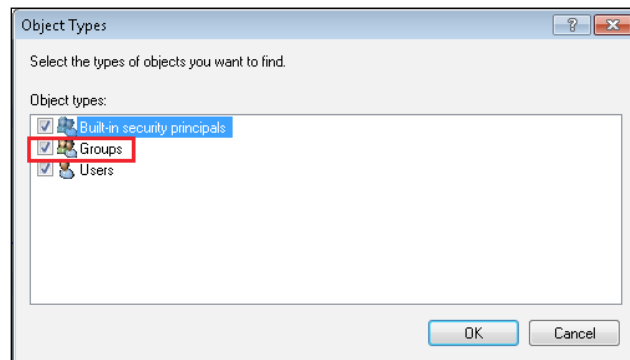 Object Types
Select the types of objects you want to find.
Object types:
Built-in security principals
Groups
Users
OK Cancel